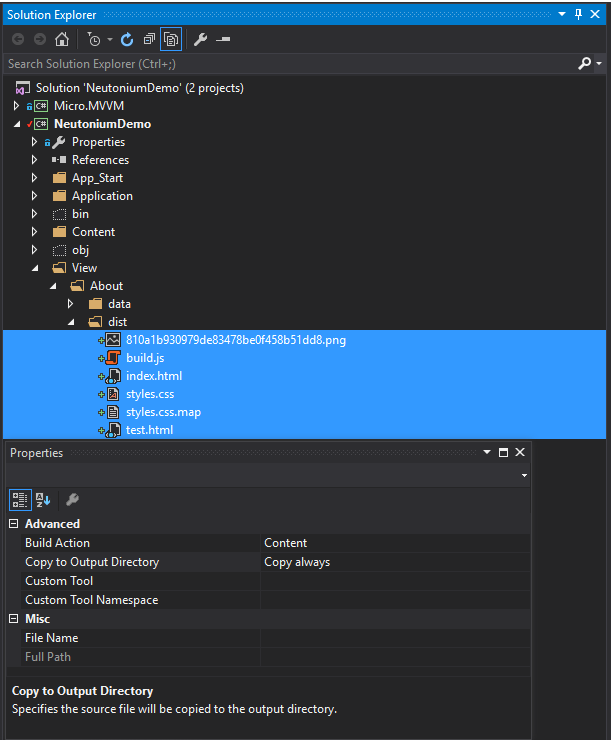 Solution Explorer
Search Solution Explorer (Ctrl+;)
Solution 'NeutoniumDemo' (2 projects)
C# Micro.MVVM
C# NeutoniumDemo
Properties
References
App_Start
Application
bin
Content
obj
View
About
data
dist
810a1b930979de83478be0f458b51dd8.png
build.js
index.html
styles.css
styles.css.map
test.html
Properties
A Z
Advanced
Build Action Content
Copy to Output Directory Copy always
Custom Tool
Custom Tool Namespace
Misc
File Name
Full Path
Copy to Output Directory
Specifies the source file will be copied to the output directory.